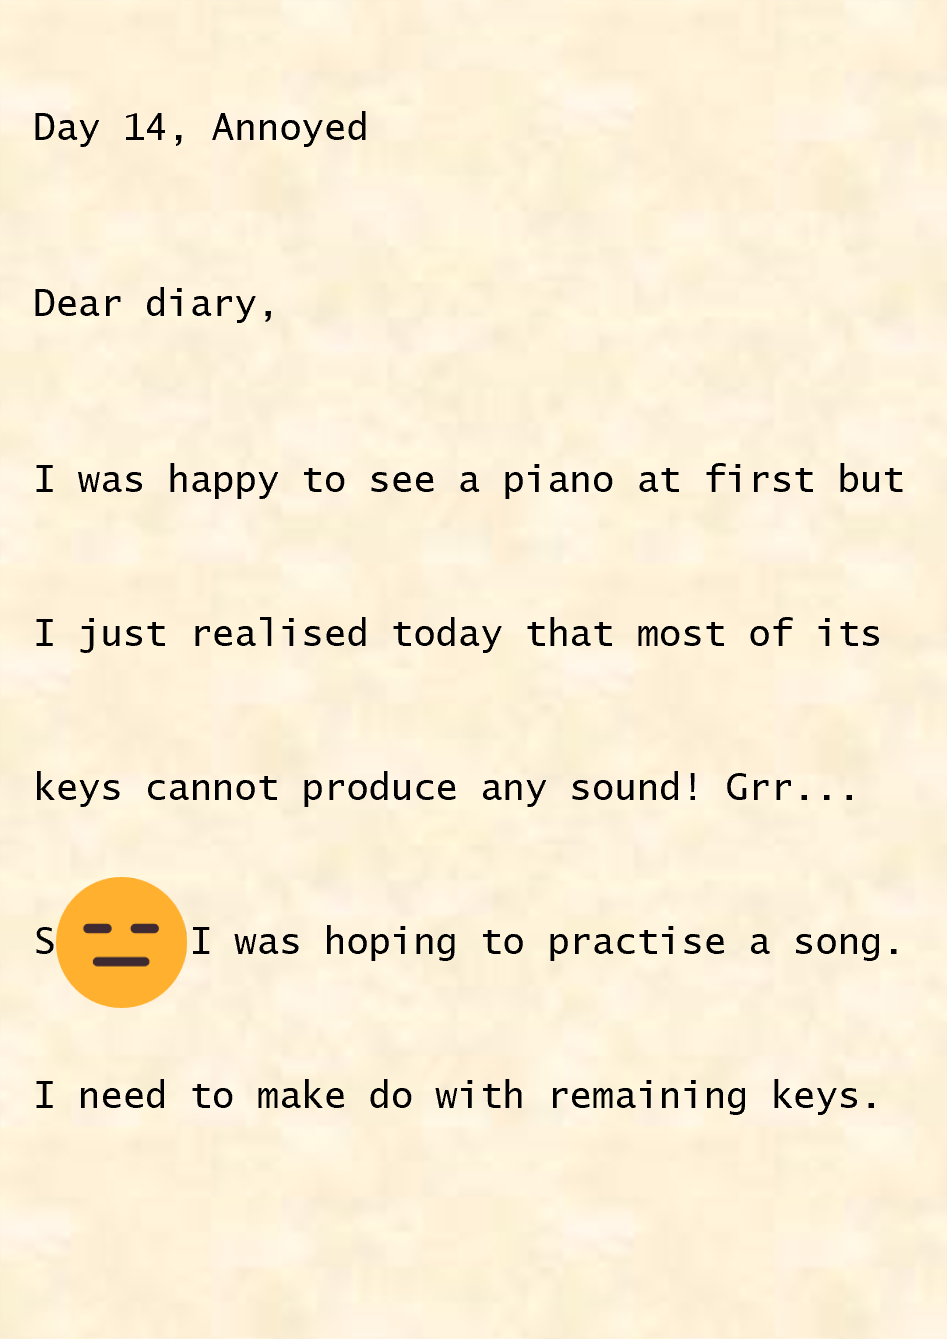 Day 14, Annoyed
Dear diary,
I was happy to see a piano at first but
I just realised today that most of its
keys cannot produce any sound! Grr...
S I was hoping to practise a song.
I need to make do with remaining keys.